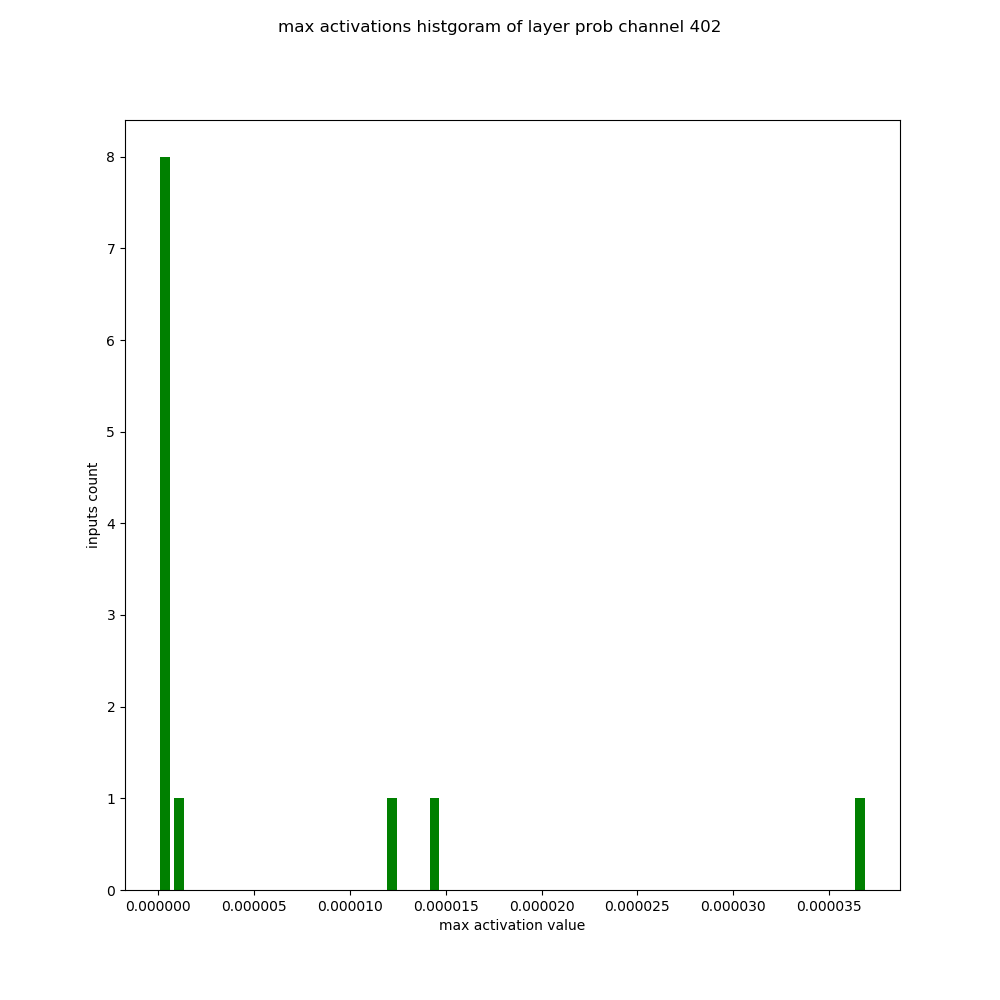 max activations histgoram of layer prob channel 402
8
7
6
5
4
3
2
1
0
inputs count
0.000000 0.000005 0.000010 0.000015 0.000020 0.000025 0.000030 0.000035
max activation value